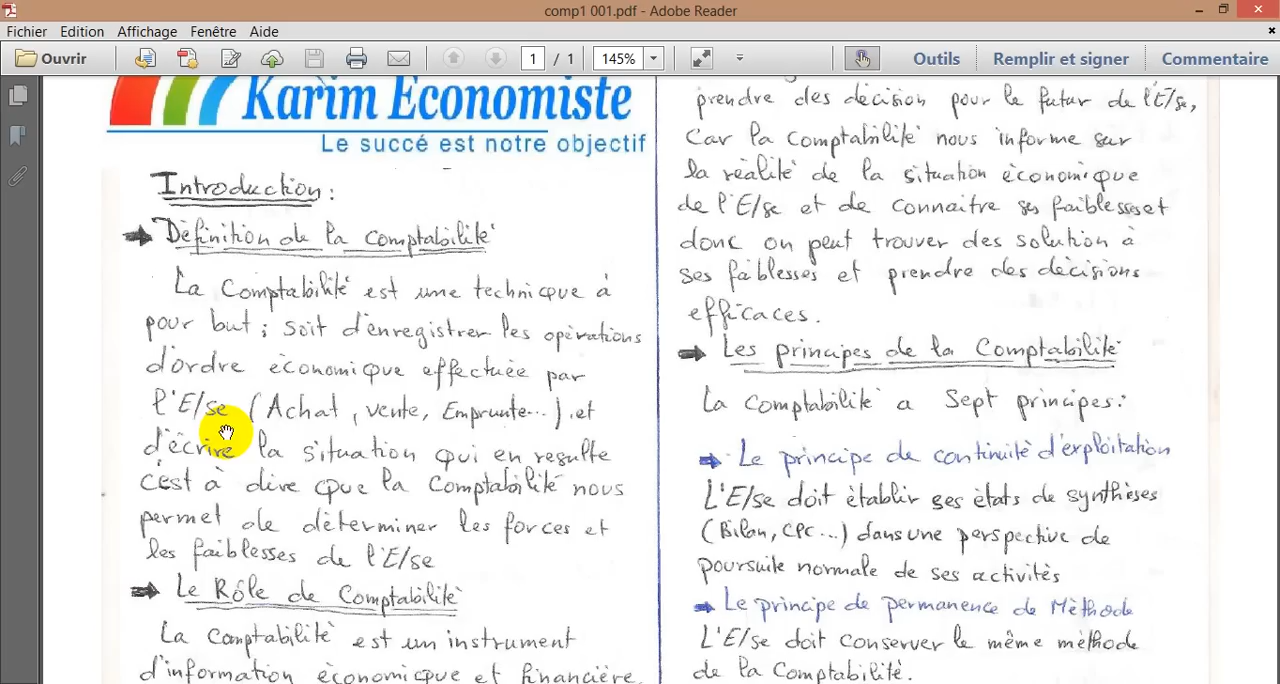 comp1 001.pdf - Adobe Reader
Fichier Edition Affichage Fenêtre Aide
Ouvrir 1 / 1 145% Outils Remplir et signer Commentaire
Karim Economiste
Le succé est notre objectif
Introduction :
Définition de la comptabilité
La Comptabilité est une technique à
pour but ; soit d'enregistrer les opérations
d'ordre économique effectuée par
l'E/se (Achat, vente, Emprunte...), et
d'écrire la situation qui en resulte
c'est à dire que la Comptabilité nous
permet de déterminer les forces et
les faiblesses de l'E/se
Le Rôle de Comptabilité
La Comptabilité est un instrument
d'information économique et financière,
prendre des décision pour le futur de l'E/se,
Car la comptabilité nous informe sur
la réalité de la situation économique
de l'E/se et de connaitre ses faiblesses et
donc on peut trouver des solution à
ses faiblesses et prendre des décisions
efficaces.
Les principes de la Comptabilité
La comptabilité a Sept principes :
Le principe de continuité d'exploitation
L'E/se doit établir ses états de synthèses
(Bilan, CPC...) dans une perspective de
poursuite normale de ses activités
Le principe de permanence de Méthode
L'E/se doit conserver le même méthode
de la Comptabilité.